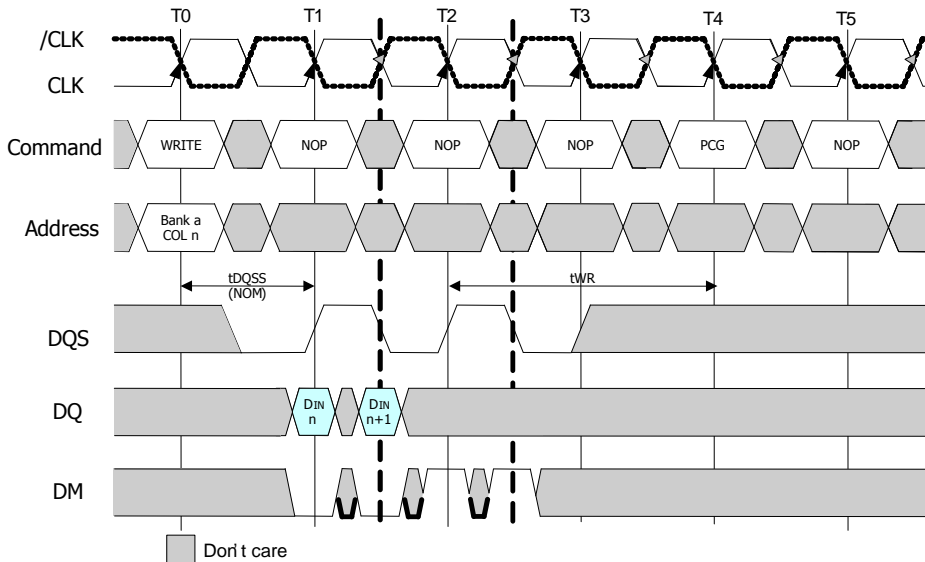 T0 T1 T2 T3 T4 T5
/CLK
CLK
Command WRITE NOP NOP NOP PCG NOP
Address Bank a
COL n
tDQSS
(NOM)
tWR
DQS
DQ DIN
n
DIN
n+1
DM
Don't care